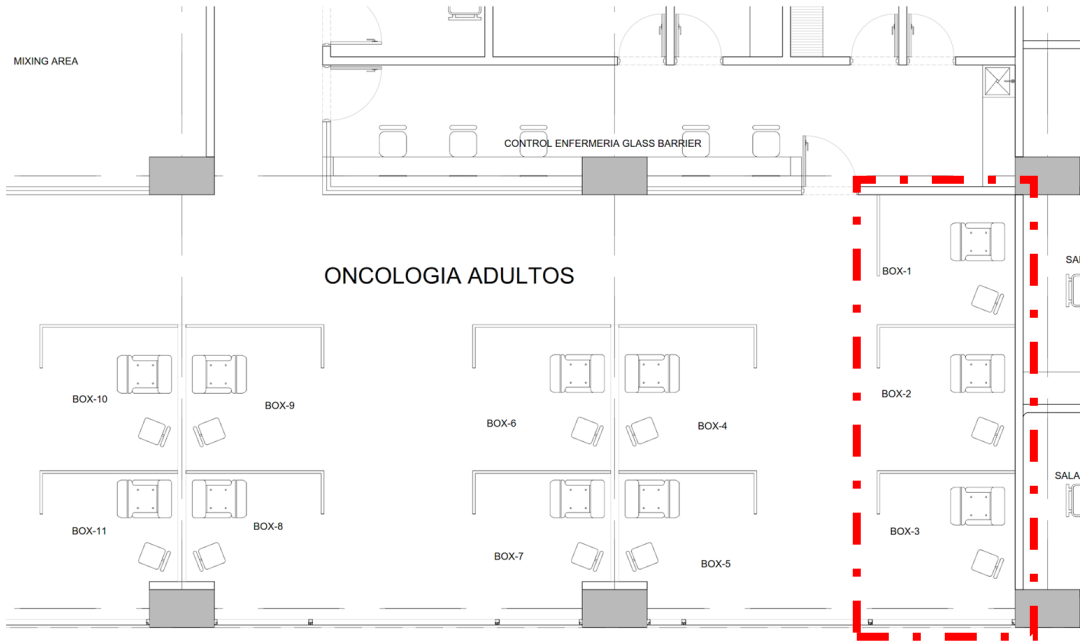 MIXING AREA
CONTROL ENFERMERIA GLASS BARRIER
ONCOLOGIA ADULTOS
BOX-1
BOX-2
BOX-3
BOX-10
BOX-9
BOX-6
BOX-4
BOX-11
BOX-8
BOX-7
BOX-5
SALA